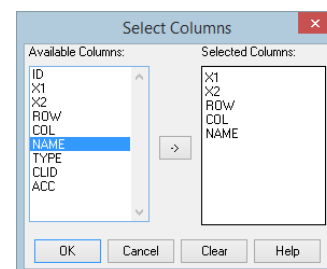 Select Columns
Available Columns:
ID
X1
X2
ROW
COL
NAME
TYPE
CLID
ACC
->
Selected Columns:
X1
X2
ROW
COL
NAME
OK
Cancel
Clear
Help